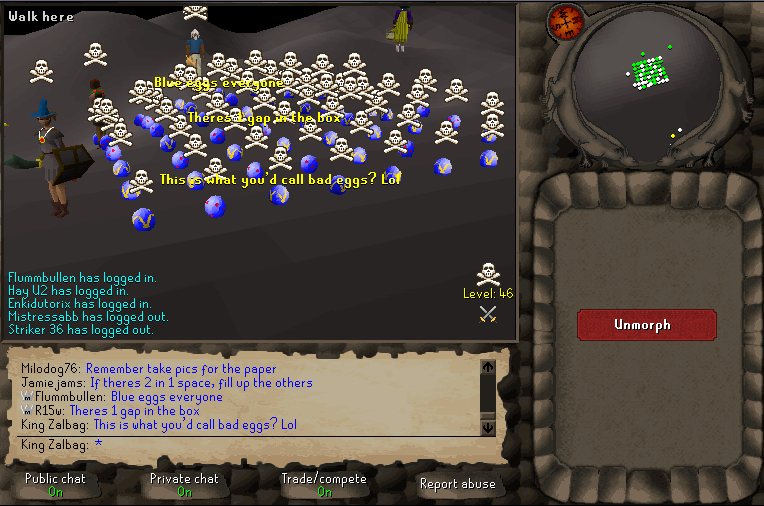 Walk here
Blue eggs everyone
Theres 1 gap in the box
This is what you'd call bad eggs? Lol
Flummbullen has logged in.
Hay U2 has logged in.
Enkidutorix has logged in.
Mistressabb has logged out.
Striker 36 has logged out.
Level: 46
Unmorph
Milodog76: Remember take pics for the paper
Jamiejams: If theres 2 in 1 space, fill up the others
Flummbullen: Blue eggs everyone
R15w: Theres 1 gap in the box
King Zalbag: This is what you'd call bad eggs? Lol
King Zalbag: *
Public chat
On
Private chat
On
Trade/compete
On
Report abuse